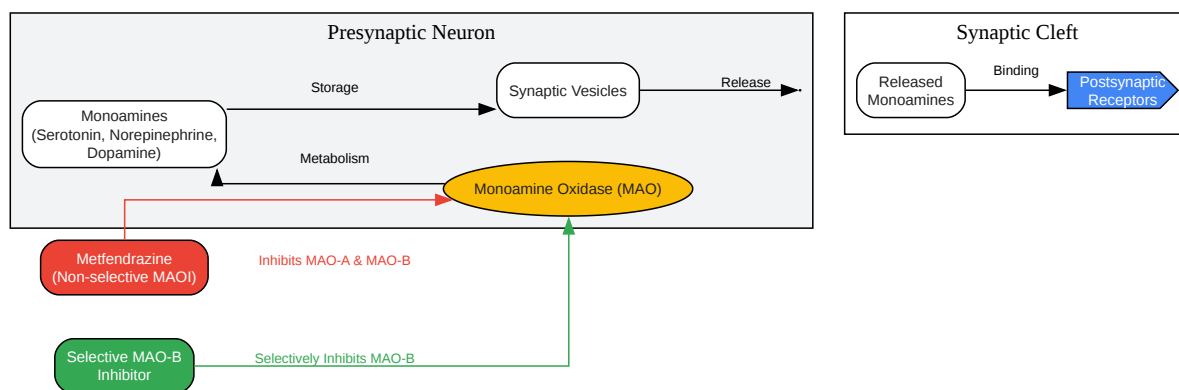 Presynaptic Neuron
Synaptic Cleft
Storage
Synaptic Vesicles
Release
Released
Monoamines
Binding
Postsynaptic
Receptors
Monoamines
(Serotonin, Norepinephrine,
Dopamine)
Metabolism
Monoamine Oxidase (MAO)
Metfendrazine
(Non-selective MAOI)
Inhibits MAO-A & MAO-B
Selective MAO-B
Inhibitor
Selectively Inhibits MAO-B